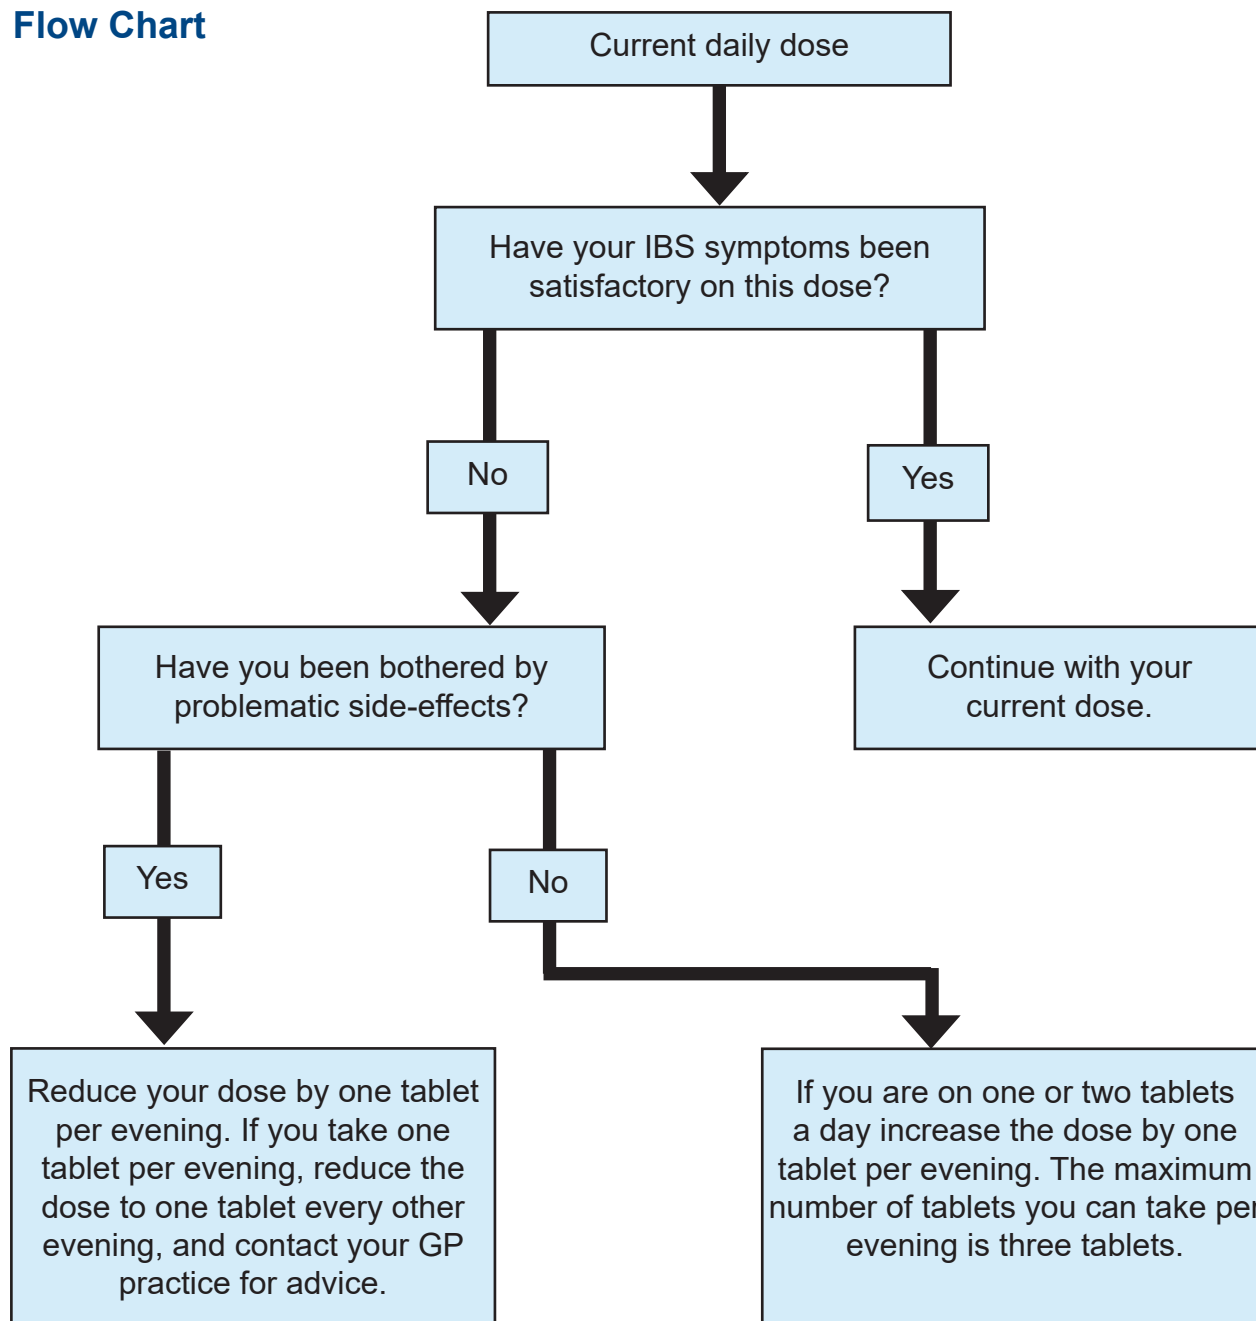 Flow Chart
Current daily dose
Have your IBS symptoms been
satisfactory on this dose?
No
Yes
Have you been bothered by
problematic side-effects?
Continue with your
current dose.
Yes
No
Reduce your dose by one tablet
per evening. If you take one
tablet per evening, reduce the
dose to one tablet every other
evening, and contact your GP
practice for advice.
If you are on one or two tablets
a day increase the dose by one
tablet per evening. The maximum
number of tablets you can take per
evening is three tablets.